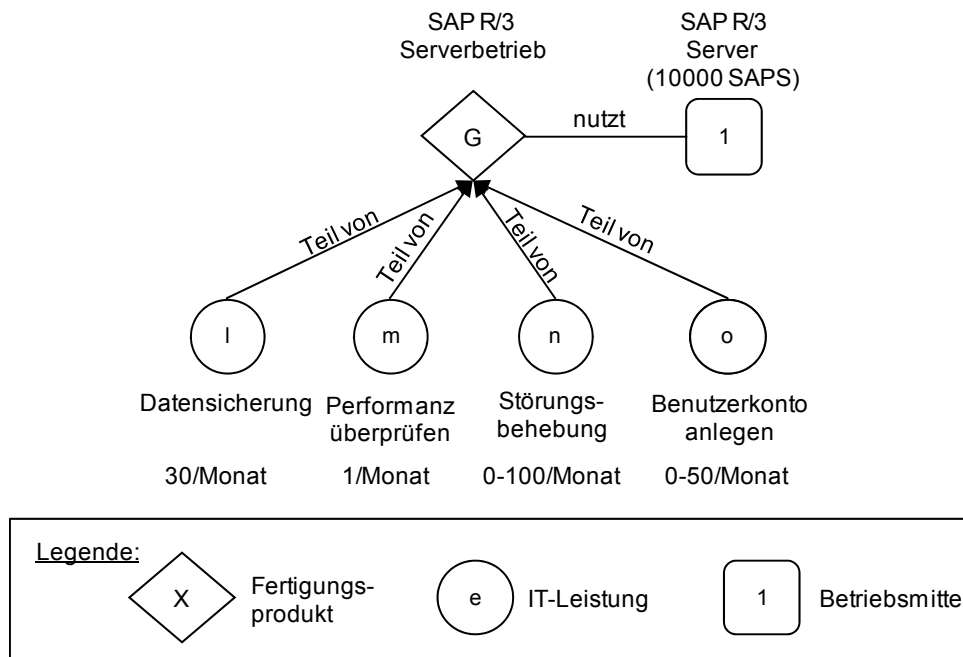 SAP R/3
Serverbetrieb
SAP R/3
Server
(10000 SAPS)
G
nutzt
1
Teil von
Teil von
Teil von
Teil von
l
m
n
o
Datensicherung
Performanz
überprüfen
Störungs-
behebung
Benutzerkonto
anlegen
30/Monat
1/Monat
0-100/Monat
0-50/Monat
Legende:
X
Fertigungs-
produkt
e
IT-Leistung
1
Betriebsmitte